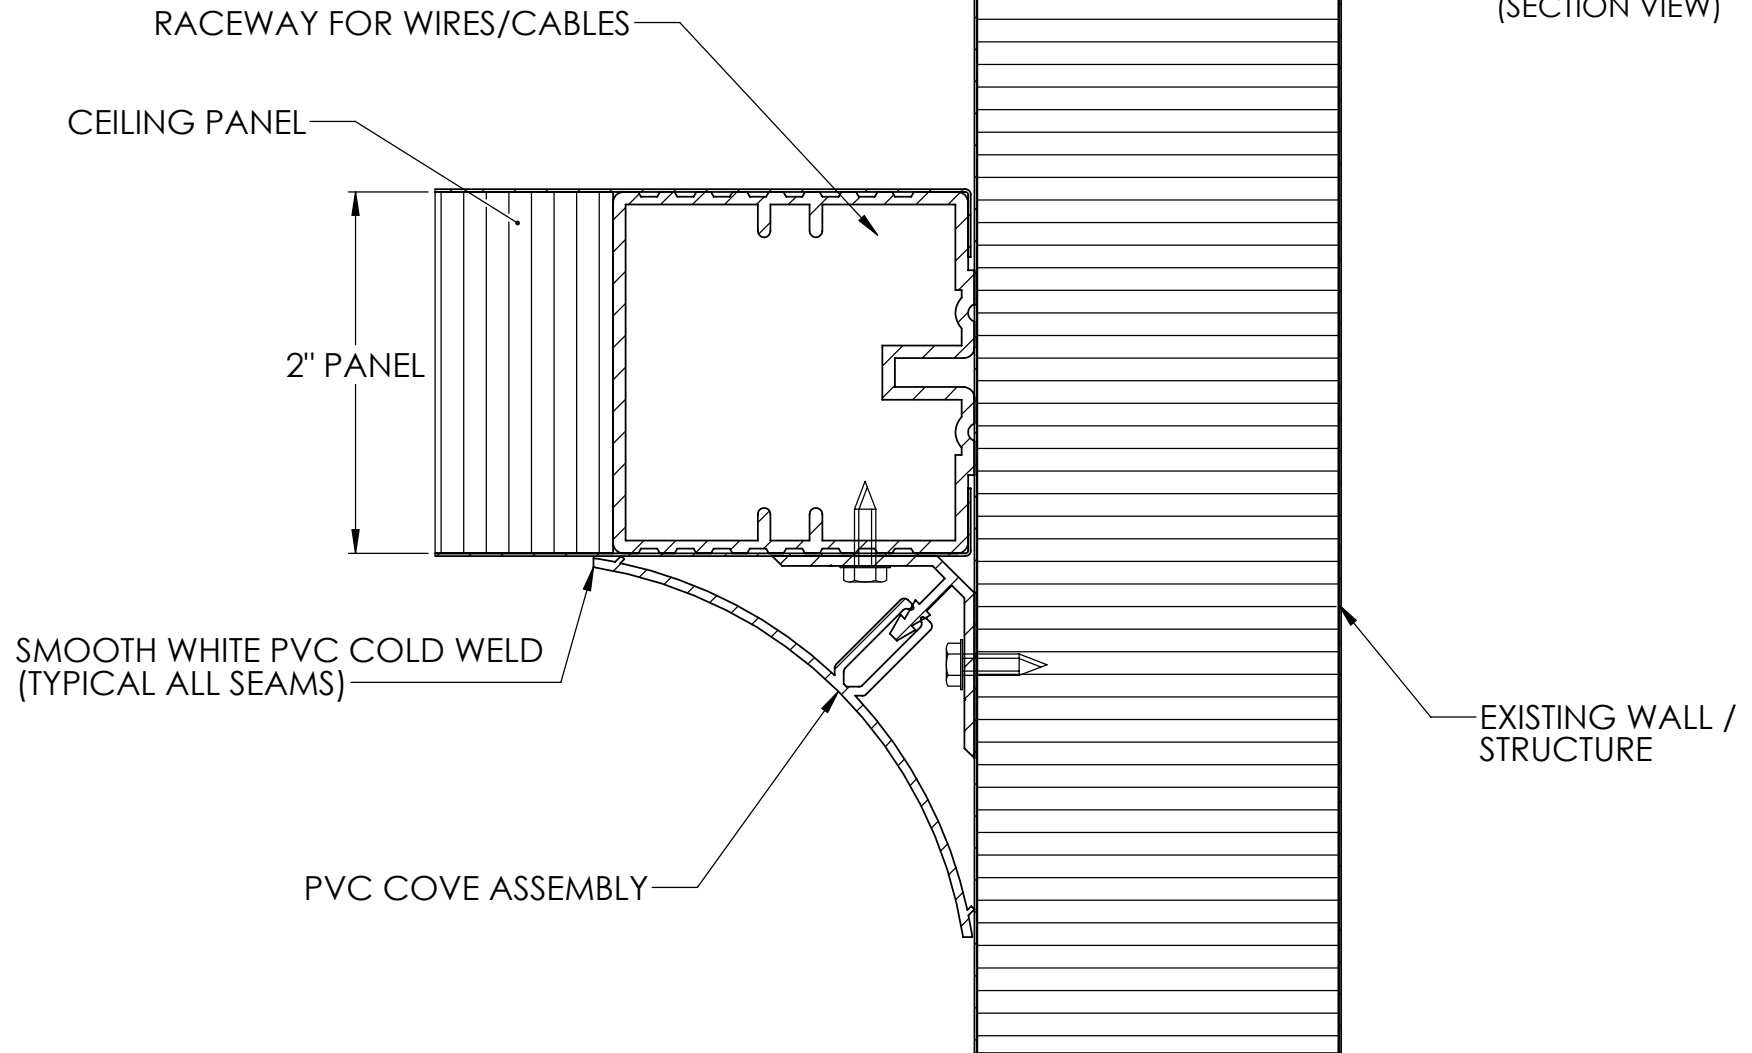 (SECTION VIEW)
RACEWAY FOR WIRES/CABLES
CEILING PANEL
2" PANEL
SMOOTH WHITE PVC COLD WELD
(TYPICAL ALL SEAMS)
EXISTING WALL /
STRUCTURE
PVC COVE ASSEMBLY